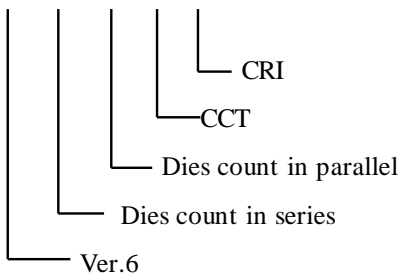 CRI
CCT
Dies count in parallel
Dies count in series
Ver.6